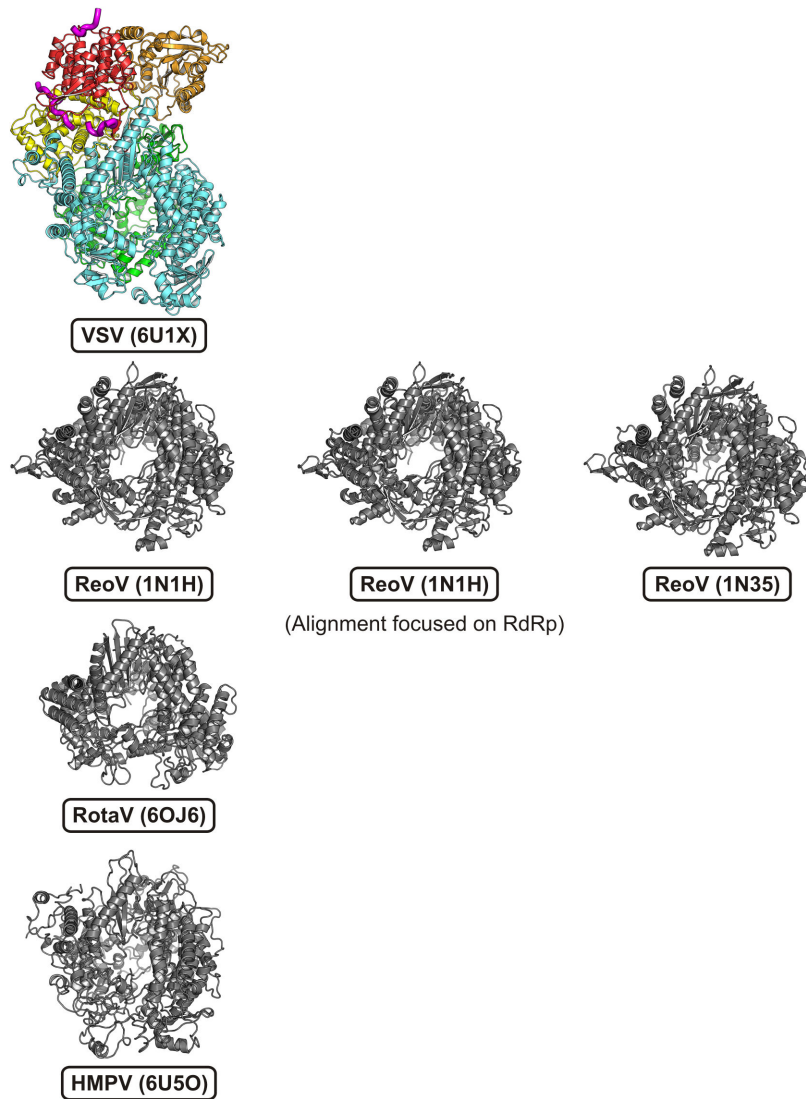 VSV (6U1X)
ReoV (1N1H)
ReoV (1N1H)
ReoV (1N35)
(Alignment focused on RdRp)
RotaV (6OJ6)
HMPV (6U5O)